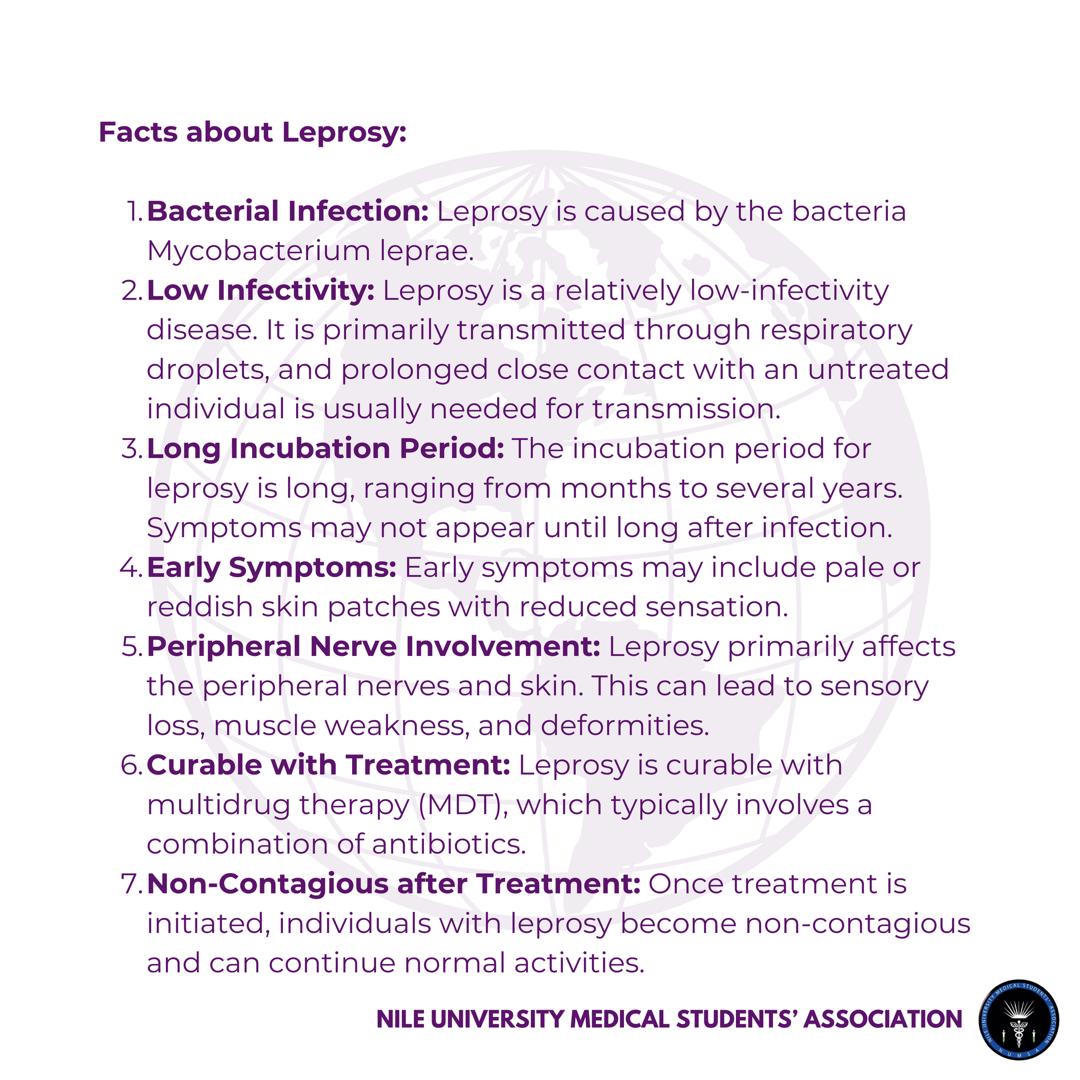 Facts about Leprosy:
1. Bacterial Infection: Leprosy is caused by the bacteria
Mycobacterium leprae.
2. Low Infectivity: Leprosy is a relatively low-infectivity
disease. It is primarily transmitted through respiratory
droplets, and prolonged close contact with an untreated
individual is usually needed for transmission.
3. Long Incubation Period: The incubation period for
leprosy is long, ranging from months to several years.
Symptoms may not appear until long after infection.
4. Early Symptoms: Early symptoms may include pale or
reddish skin patches with reduced sensation.
5. Peripheral Nerve Involvement: Leprosy primarily affects
the peripheral nerves and skin. This can lead to sensory
loss, muscle weakness, and deformities.
6. Curable with Treatment: Leprosy is curable with
multidrug therapy (MDT), which typically involves a
combination of antibiotics.
7. Non-Contagious after Treatment: Once treatment is
initiated, individuals with leprosy become non-contagious
and can continue normal activities.
NILE UNIVERSITY MEDICAL STUDENTS’ ASSOCIATION
NILE UNIVERSITY MEDICAL STUDENTS' ASSOCIATION